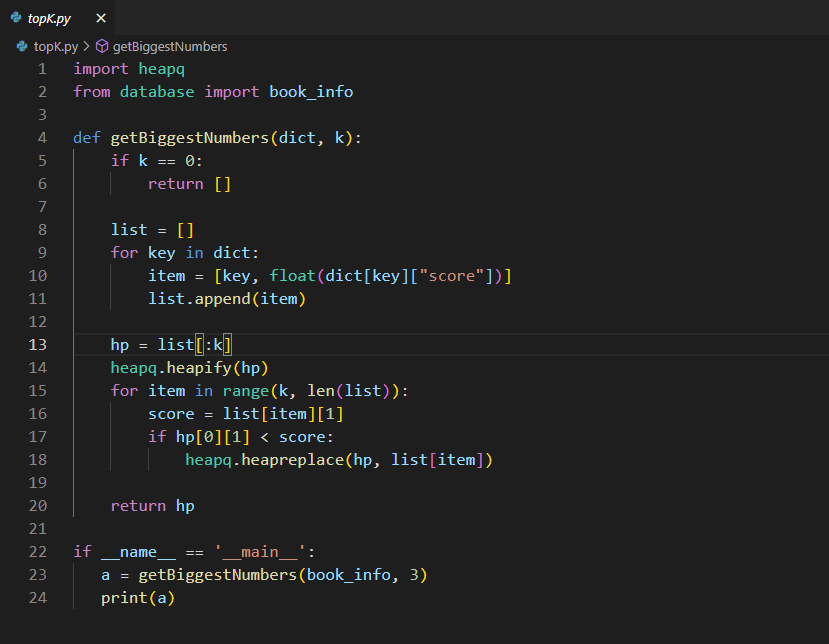 topK.py ×
topK.py > getBiggestNumbers
1 import heapq
2 from database import book_info
3
4 def getBiggestNumbers(dict, k):
5     if k == 0:
6         return []
7
8     list = []
9     for key in dict:
10         item = [key, float(dict[key]["score"])]
11         list.append(item)
12
13     hp = list[:k]
14     heapq.heapify(hp)
15     for item in range(k, len(list)):
16         score = list[item][1]
17         if hp[0][1] < score:
18             heapq.heapreplace(hp, list[item])
19
20     return hp
21
22 if __name__ == '__main__':
23    a = getBiggestNumbers(book_info, 3)
24    print(a)